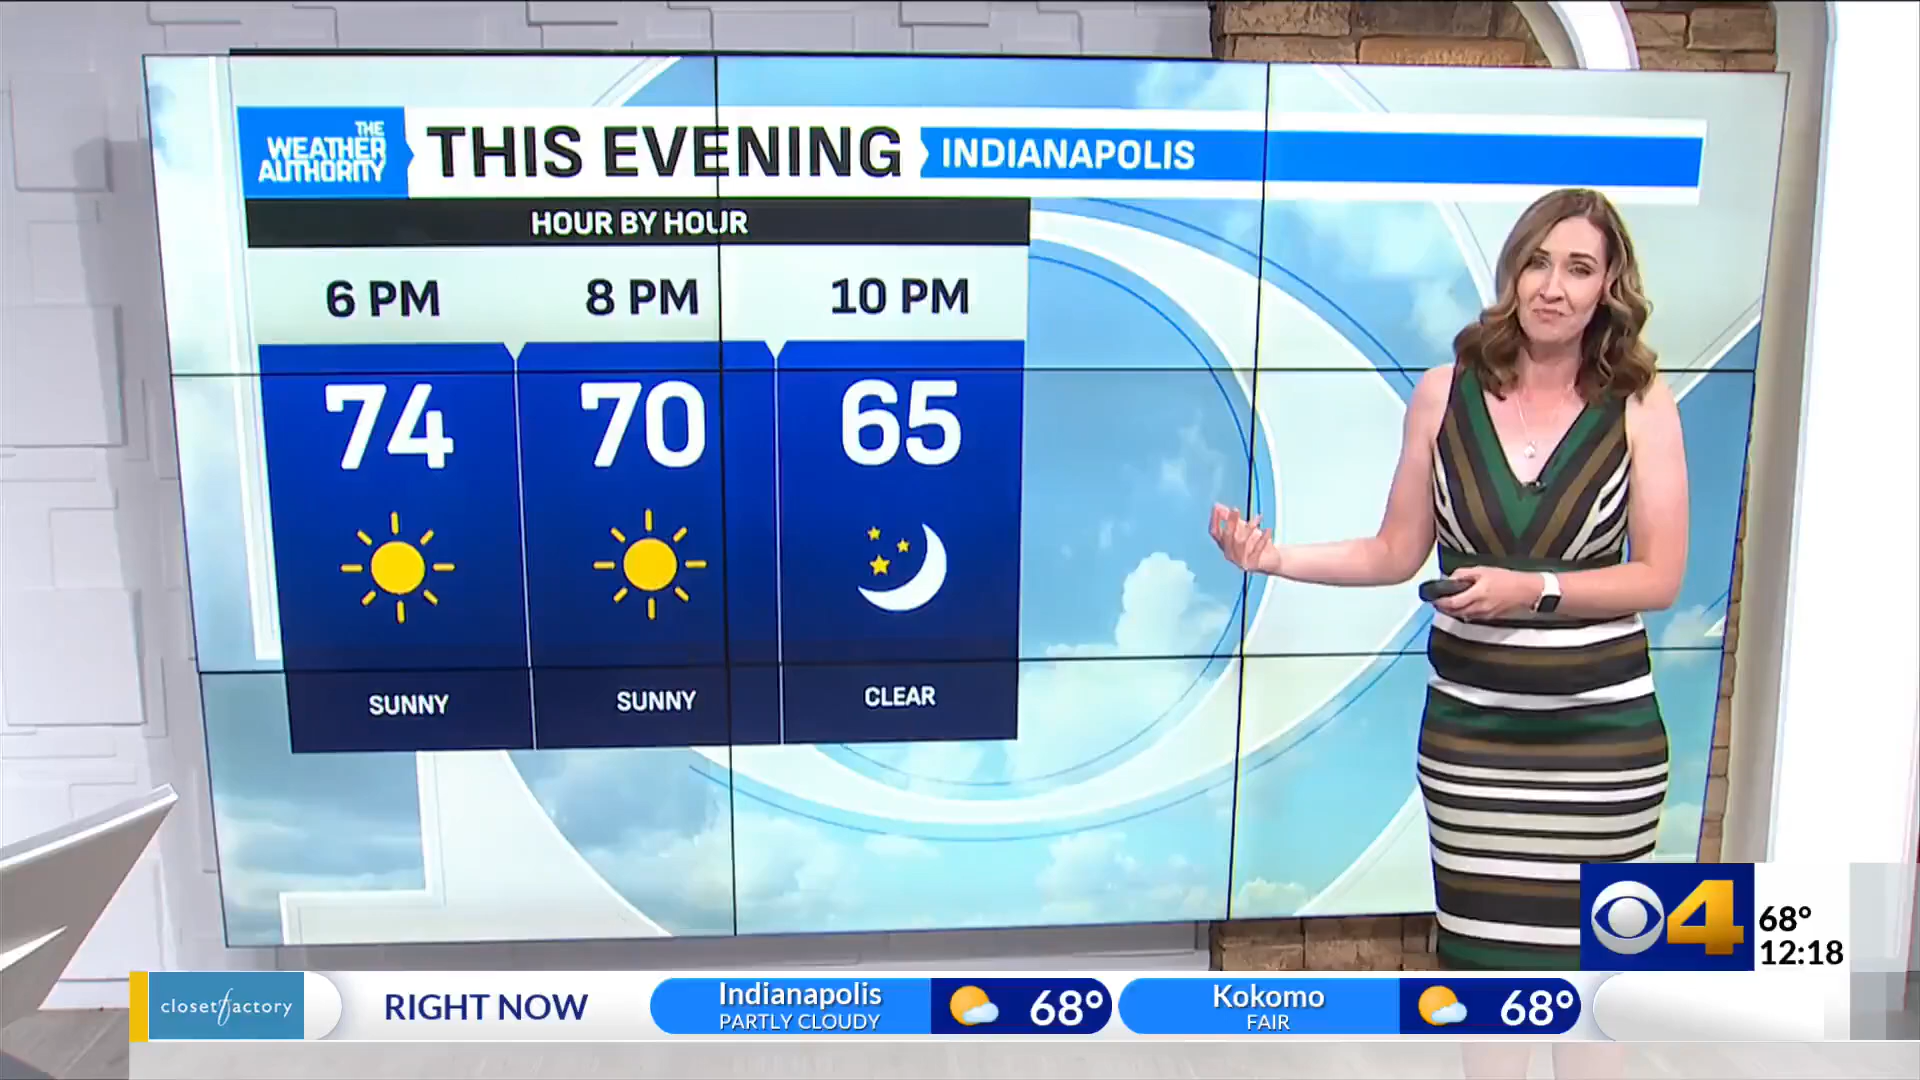 THE
WEATHER
AUTHORITY
THIS EVENING
INDIANAPOLIS
HOUR BY HOUR
6 PM 8 PM 10 PM
74 70 65
SUNNY SUNNY CLEAR
4
68°
12:18
closet factory
RIGHT NOW
Indianapolis
PARTLY CLOUDY
68°
Kokomo
FAIR
68°